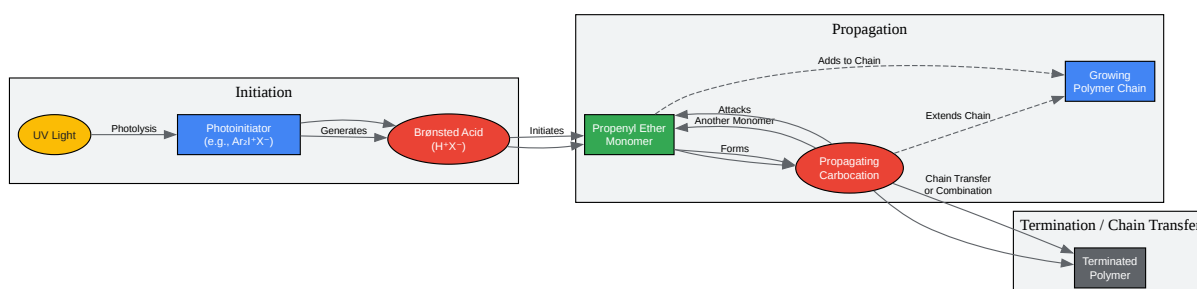 Initiation
UV Light
Photolysis
Photoinitiator
(e.g., Ar₂I⁺X⁻)
Generates
Brønsted Acid
(H⁺X⁻)
Initiates
Propagation
Propenyl Ether
Monomer
Adds to Chain
Attacks
Another Monomer
Forms
Propagating
Carbocation
Extends Chain
Growing
Polymer Chain
Chain Transfer
or Combination
Termination / Chain Transfer
Terminated
Polymer